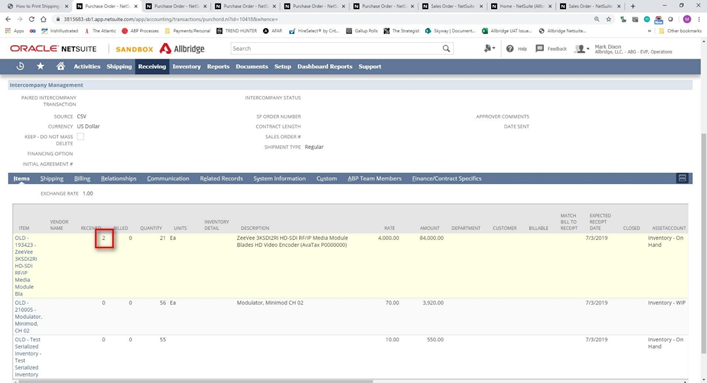 How to Print Shipping
Purchase Order - NetS
Purchase Order - NetS
Purchase Order - NetS
Purchase Order - NetS
Purchase Order - NetS
Sales Order - NetSuit
Home - NetSuite (Allb
Sales Order - NetSuit
3815663-sb1.app.netsuite.com/app/accounting/transactions/purchord.nl?id=10416&whence=
Apps
The Atlantic
ABP Processes
Payments/Personal
TREND HUNTER
AFAR
HireSelect® by Crit...
Gallup Polls
The Strategist
Skyway | Document...
Allbridge UAT Issue...
Allbridge Netsuite...
Other bookmarks
ORACLE NETSUITE
SANDBOX
Allbridge
Search
Help
Feedback
Mark Dixon
Allbridge, LLC. - ABG - EVP, Operations
Activities Shipping Receiving Inventory Reports Documents Setup Dashboard Reports Support
Intercompany Management
PAIRED INTERCOMPANY TRANSACTION
INTERCOMPANY STATUS
SOURCE CSV
SF ORDER NUMBER
APPROVER COMMENTS
CURRENCY US Dollar
CONTRACT LENGTH
DATE SENT
KEEP - DO NOT MASS DELETE
SALES ORDER #
FINANCING OPTION
SHIPMENT TYPE Regular
INITIAL AGREEMENT #
Items Shipping Billing Relationships Communication Related Records System Information Custom ABP Team Members Finance/Contract Specifics
EXCHANGE RATE 1.00
ITEM VENDOR NAME RECEIVED BILLED QUANTITY UNITS INVENTORY DETAIL DESCRIPTION RATE AMOUNT DEPARTMENT CUSTOMER BILLABLE MATCH BILL TO RECEIPT EXPECTED RECEIPT DATE CLOSED ASSETACCOUNT
OLD - 193423 - ZeeVee 3KSDI2RI HD-SDI RF/IP Media Module Bla
2 0 21 Ea
ZeeVee 3KSDI2RI HD-SDI RF/IP Media Module
Blades HD Video Encoder (AvaTax P0000000)
4,000.00 84,000.00 7/3/2019 Inventory - On Hand
OLD - 210005 - Modulator, Minimod, CH 02
0 0 56 Ea Modulator, Minimod CH 02 70.00 3,920.00 7/3/2019 Inventory - WIP
OLD - Test Serialized Inventory - Test Serialized Inventory
0 0 55 10.00 550.00 7/3/2019 Inventory - On Hand